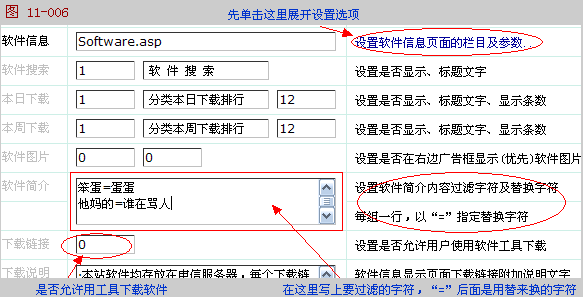 图 11-006
先单击这里展开设置选项
软件信息 Software.asp 设置软件信息页面的栏目及参数..
软件搜索 1 软 件 搜 索 设置是否显示、标题文字
本日下载 1 分类本日下载排行 12 设置是否显示、标题文字、显示条数
本周下载 1 分类本周下载排行 12 设置是否显示、标题文字、显示条数
软件图片 0 0 设置是否在右边广告框显示(优先)软件图片
软件简介 笨蛋=蛋蛋 设置软件简介内容过滤字符及替换字符
他妈的=谁在骂人
每组一行，以“=”指定替换字符
下载链接 0 设置是否允许用户使用软件工具下载
下载说明 ·本站软件均存放在电信服务器，每个下载链 软件信息显示页面下载链接附加说明文字
是否允许用工具下载软件 在这里写上要过滤的字符，“=”后面是用替来换的字符